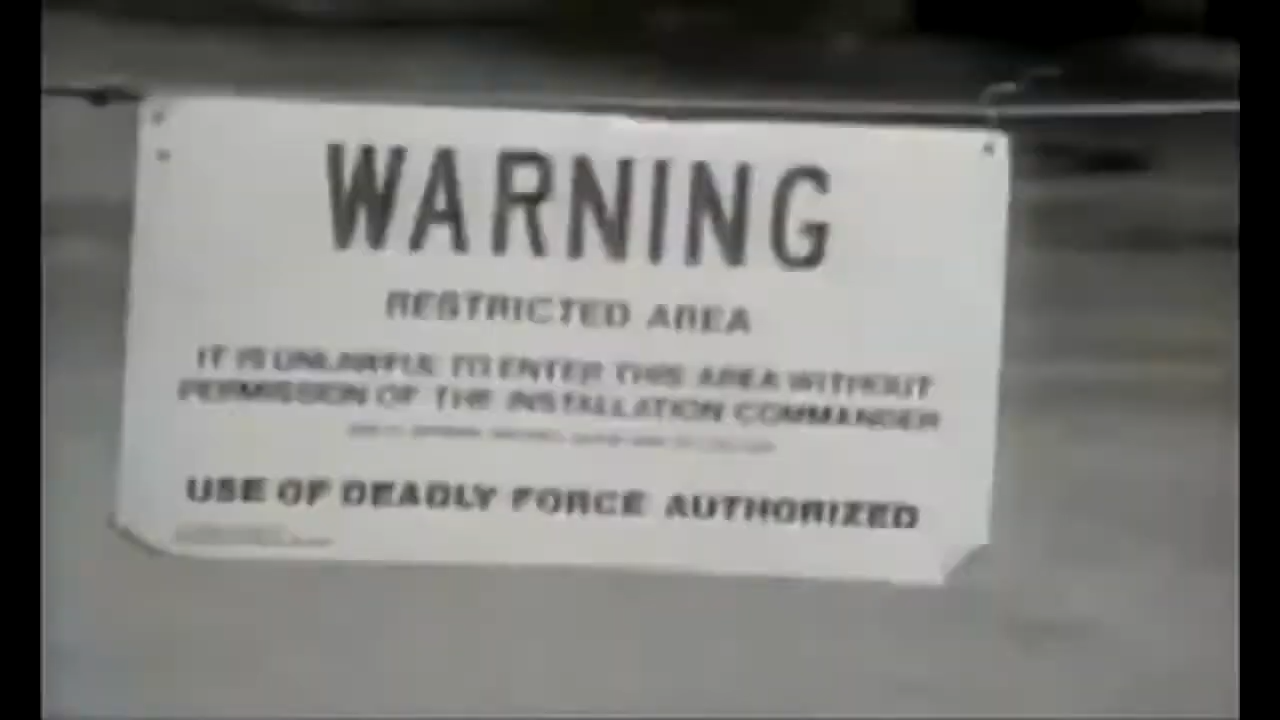 WARNING
RESTRICTED AREA
IT IS UNLAWFUL TO ENTER THIS AREA WITHOUT
PERMISSION OF THE INSTALLATION COMMANDER
USE OF DEADLY FORCE AUTHORIZED